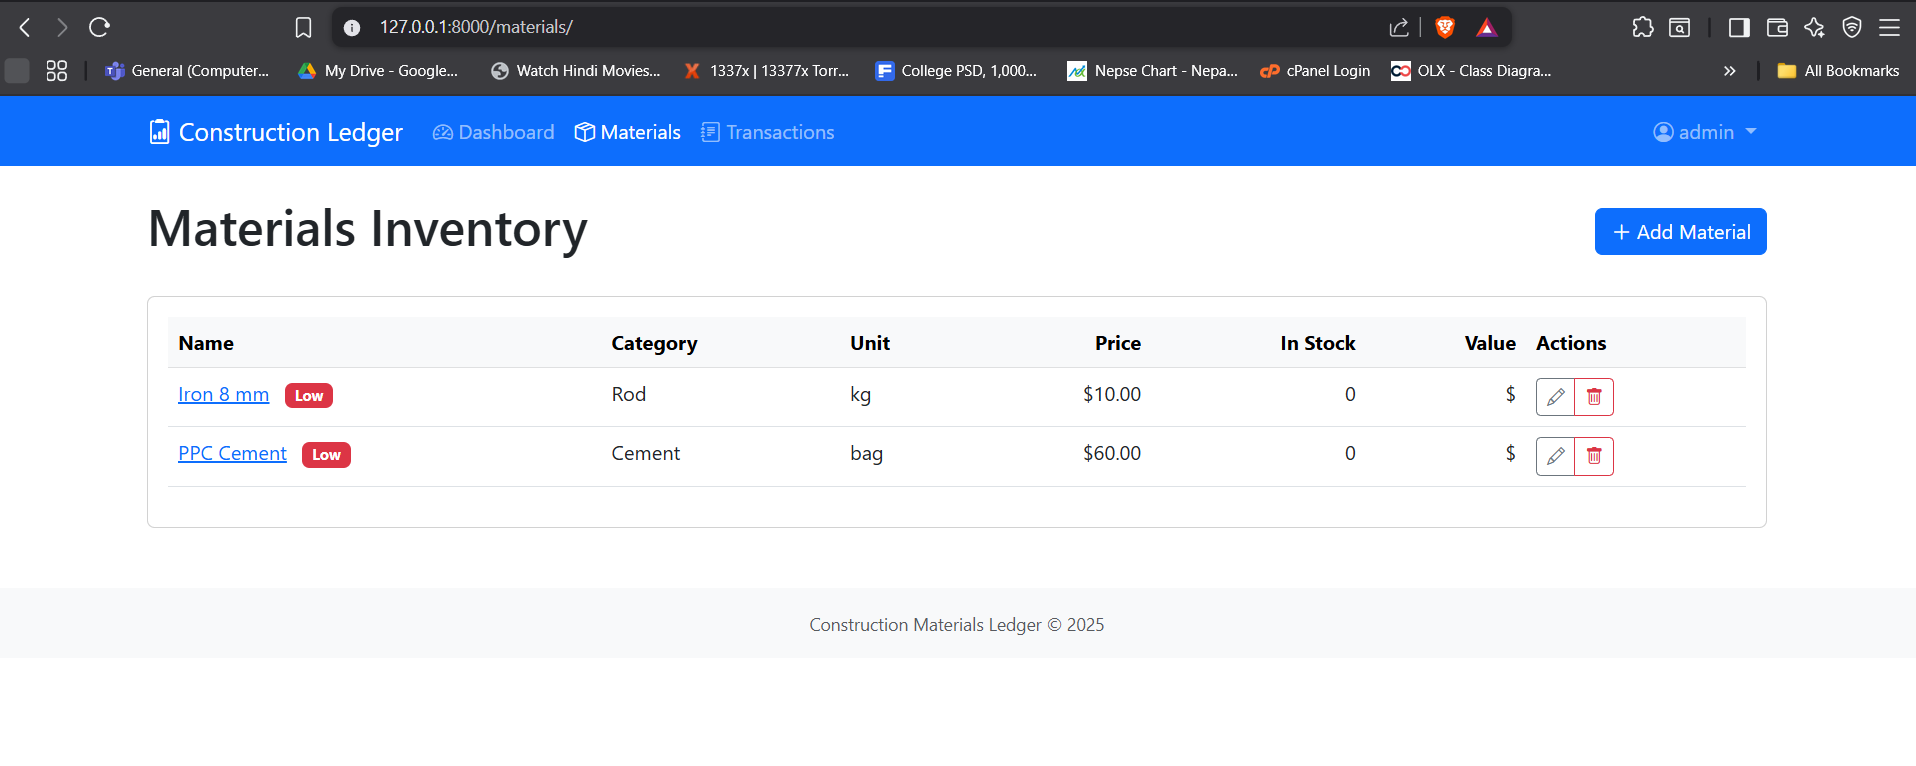 127.0.0.1:8000/materials/
General (Computer... My Drive - Google... Watch Hindi Movies... 1337x | 13377x Torr... College PSD, 1,000... Nepse Chart - Nepa... cPanel Login OLX - Class Diagra... » All Bookmarks
Construction Ledger Dashboard Materials Transactions admin
Materials Inventory
+ Add Material
Name Category Unit Price In Stock Value Actions
Iron 8 mm Low Rod kg $10.00 0 $
PPC Cement Low Cement bag $60.00 0 $
Construction Materials Ledger © 2025